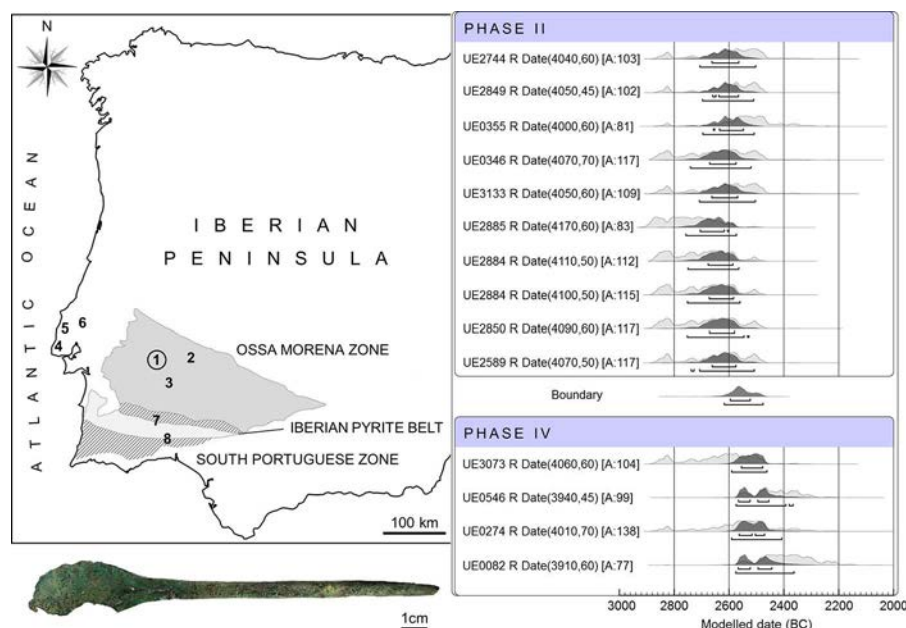 N
ATLANTIC OCEAN
IBERIAN
PENINSULA
5 6
4
1 2
3
OSSA MORENA ZONE
7
IBERIAN PYRITE BELT
8
SOUTH PORTUGUESE ZONE
100 km
1cm
PHASE II
UE2744 R Date(4040,60) [A:103]
UE2849 R Date(4050,45) [A:102]
UE0355 R Date(4000,60) [A:81]
UE0346 R Date(4070,70) [A:117]
UE3133 R Date(4050,60) [A:109]
UE2885 R Date(4170,60) [A:83]
UE2884 R Date(4110,50) [A:112]
UE2884 R Date(4100,50) [A:115]
UE2850 R Date(4090,60) [A:117]
UE2589 R Date(4070,50) [A:117]
Boundary
PHASE IV
UE3073 R Date(4060,60) [A:104]
UE0546 R Date(3940,45) [A:99]
UE0274 R Date(4010,70) [A:138]
UE0082 R Date(3910,60) [A:77]
3000 2800 2600 2400 2200 2000
Modelled date (BC)